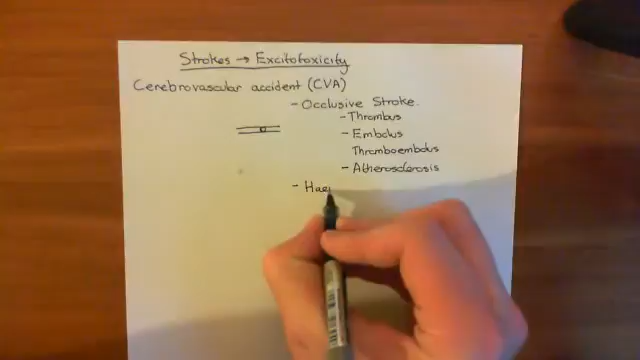 Strokes → Excitotoxicity
Cerebrovascular accident (CVA)
- Occlusive Stroke.
- Thrombus
- Embolus
Thromboembolus
- Atherosclerosis
- Hae